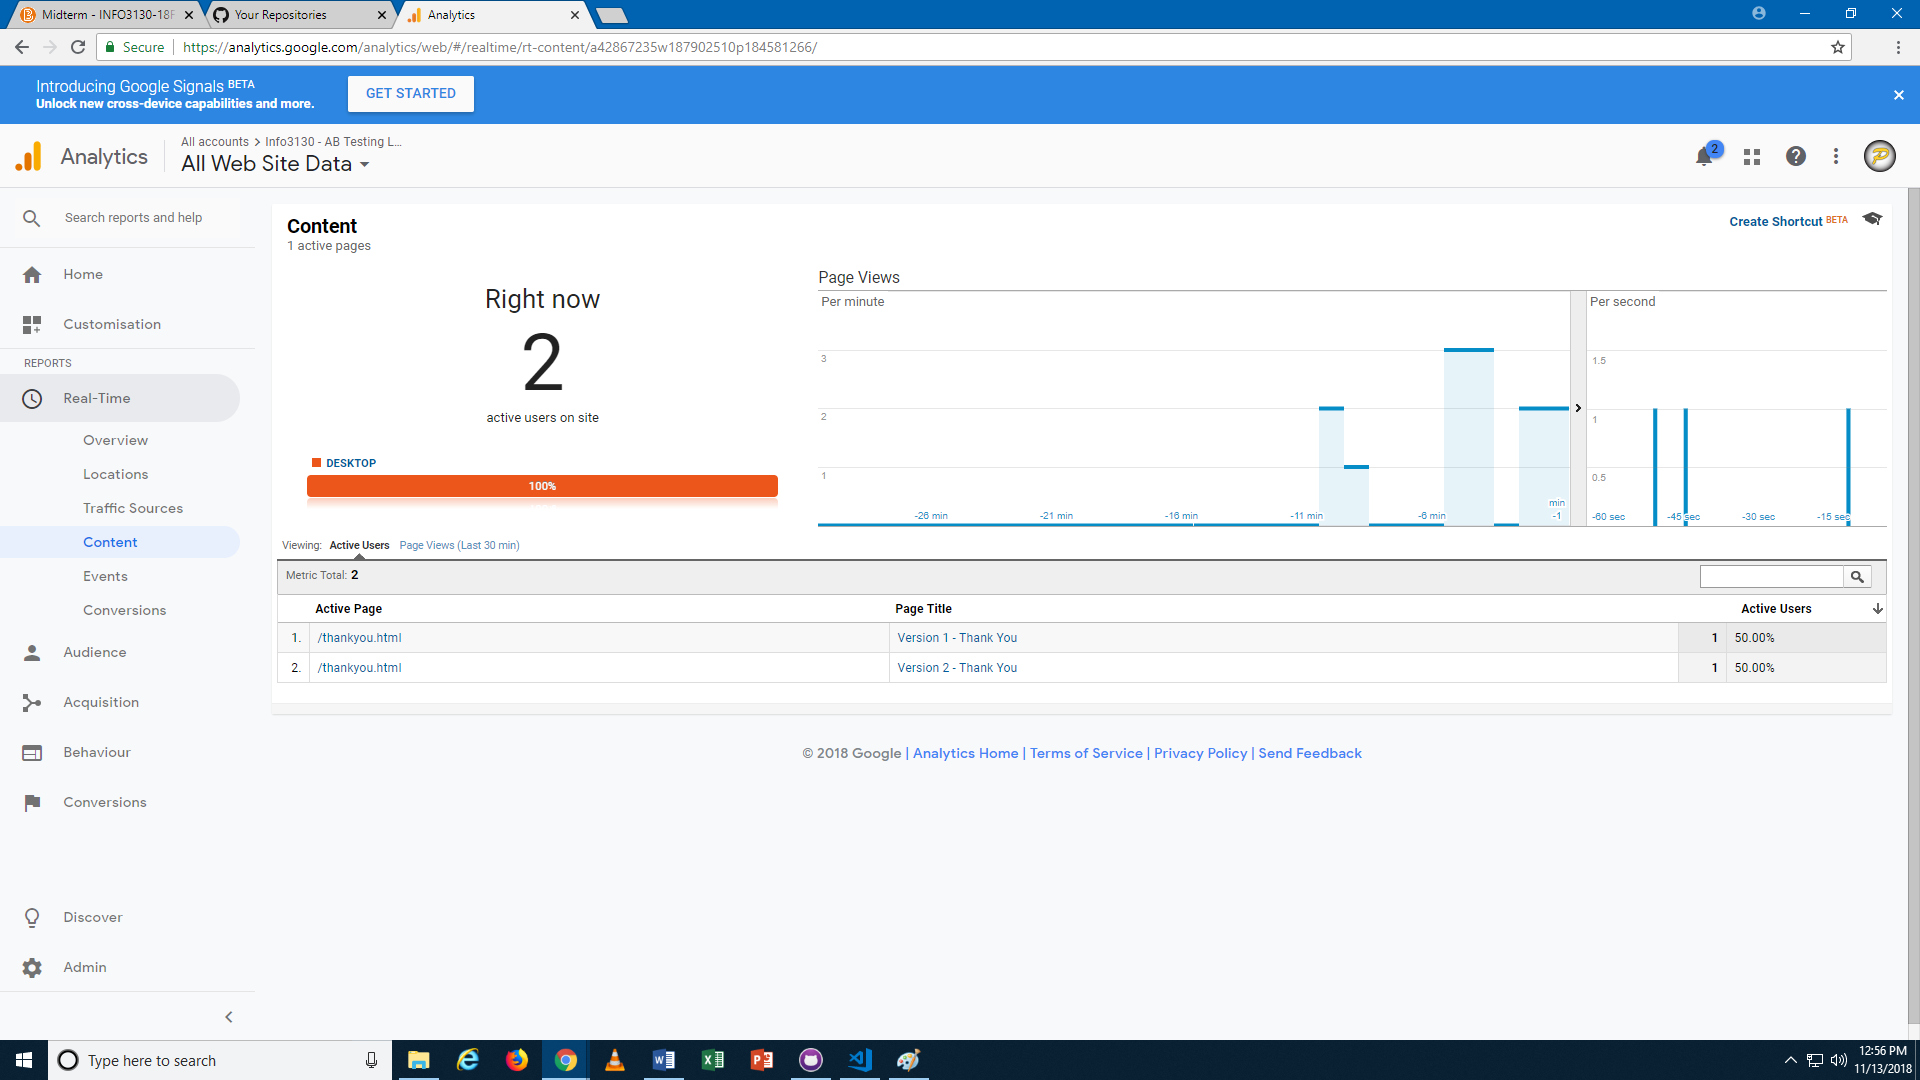 Midterm - INFO3130-18F
Your Repositories
Analytics
Secure
https://analytics.google.com/analytics/web/#/realtime/rt-content/a42867235w187902510p184581266/
Introducing Google Signals BETA
Unlock new cross-device capabilities and more.
GET STARTED
Analytics
All accounts > Info3130 - AB Testing L...
All Web Site Data
2
Search reports and help
Home
Customisation
REPORTS
Real-Time
Overview
Locations
Traffic Sources
Content
Events
Conversions
Audience
Acquisition
Behaviour
Conversions
Discover
Admin
Content
1 active pages
Create Shortcut BETA
Right now
2
active users on site
DESKTOP
100%
Page Views
Per minute
3
2
1
-26 min
-21 min
-16 min
-11 min
-6 min
min
-1
Per second
1.5
1
0.5
-60 sec
-45 sec
-30 sec
-15 sec
Viewing: Active Users Page Views (Last 30 min)
Metric Total: 2
Active Page Page Title Active Users
1. /thankyou.html Version 1 - Thank You 1 50.00%
2. /thankyou.html Version 2 - Thank You 1 50.00%
© 2018 Google | Analytics Home | Terms of Service | Privacy Policy | Send Feedback
Type here to search
12:56 PM
11/13/2018